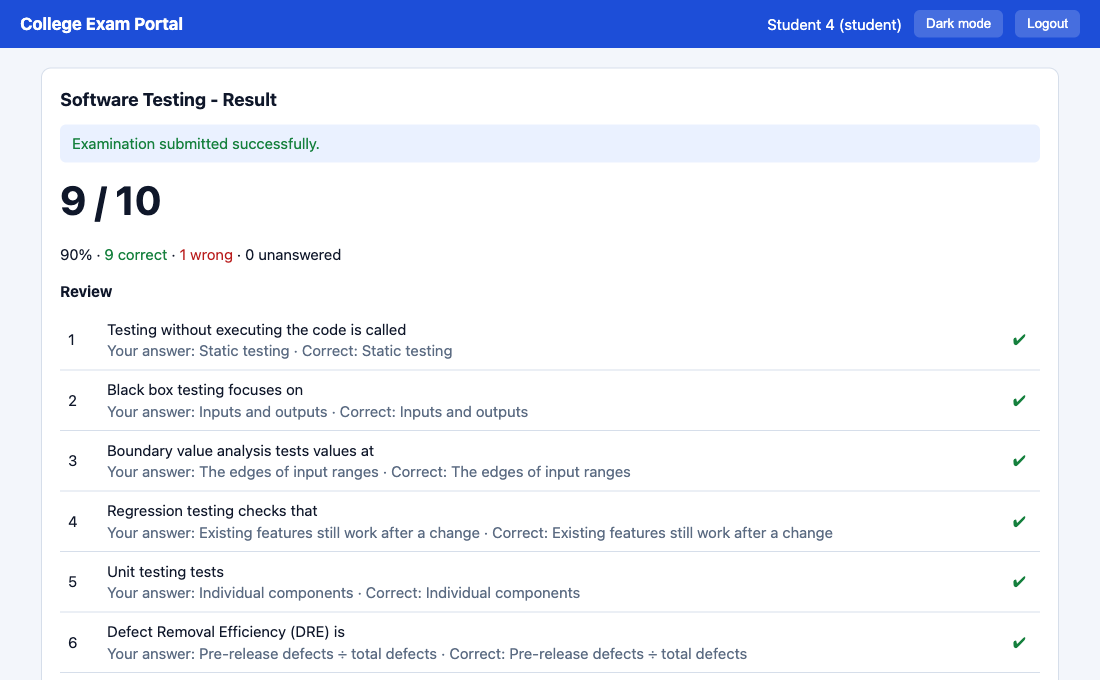 College Exam Portal
Student 4 (student)
Dark mode
Logout
Software Testing - Result
Examination submitted successfully.
9 / 10
90% · 9 correct · 1 wrong · 0 unanswered
Review
1
Testing without executing the code is called
Your answer: Static testing · Correct: Static testing
✔
2
Black box testing focuses on
Your answer: Inputs and outputs · Correct: Inputs and outputs
✔
3
Boundary value analysis tests values at
Your answer: The edges of input ranges · Correct: The edges of input ranges
✔
4
Regression testing checks that
Your answer: Existing features still work after a change · Correct: Existing features still work after a change
✔
5
Unit testing tests
Your answer: Individual components · Correct: Individual components
✔
6
Defect Removal Efficiency (DRE) is
Your answer: Pre-release defects ÷ total defects · Correct: Pre-release defects ÷ total defects
✔